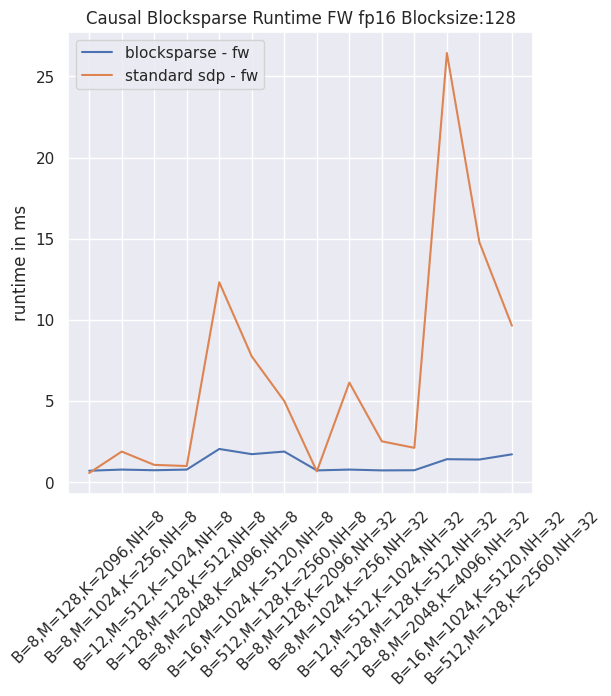 Causal Blocksparse Runtime FW fp16 Blocksize:128
blocksparse - fw
standard sdp - fw
runtime in ms
25
20
15
10
5
0
B=8,M=128,K=2096,NH=8
B=8,M=1024,K=256,NH=8
B=12,M=512,K=1024,NH=8
B=128,M=128,K=512,NH=8
B=8,M=2048,K=4096,NH=8
B=16,M=1024,K=5120,NH=8
B=512,M=128,K=2560,NH=8
B=8,M=128,K=2096,NH=32
B=8,M=1024,K=256,NH=32
B=12,M=512,K=1024,NH=32
B=128,M=128,K=512,NH=32
B=8,M=2048,K=4096,NH=32
B=16,M=1024,K=5120,NH=32
B=512,M=128,K=2560,NH=32